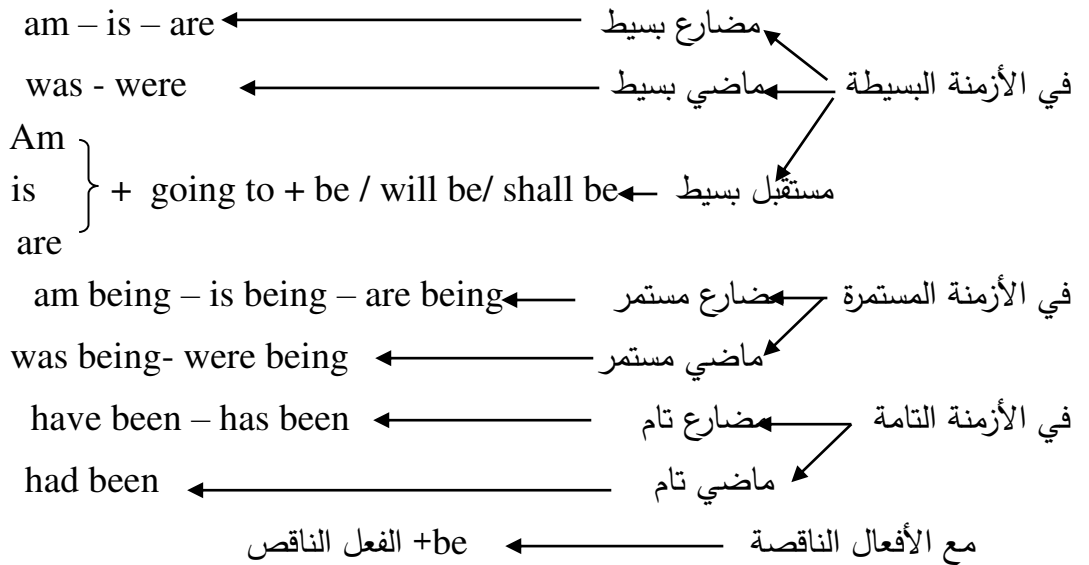 في الأزمنة البسيطة مضارع بسيط am – is – are
ماضي بسيط was - were
مستقبل بسيط Am is are } + going to + be / will be/ shall be
في الأزمنة المستمرة مضارع مستمر am being – is being – are being
ماضي مستمر was being- were being
في الأزمنة التامة مضارع تام have been – has been
ماضي تام had been
مع الأفعال الناقصة الفعل الناقص +be